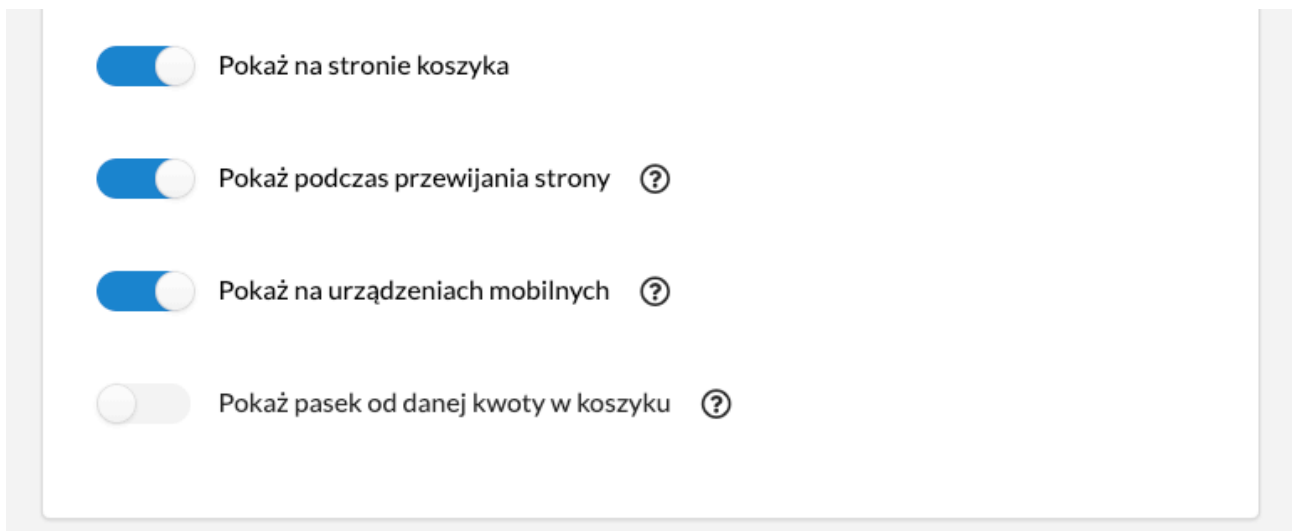 Pokaż na stronie koszyka
Pokaż podczas przewijania strony ?
Pokaż na urządzeniach mobilnych ?
Pokaż pasek od danej kwoty w koszyku ?